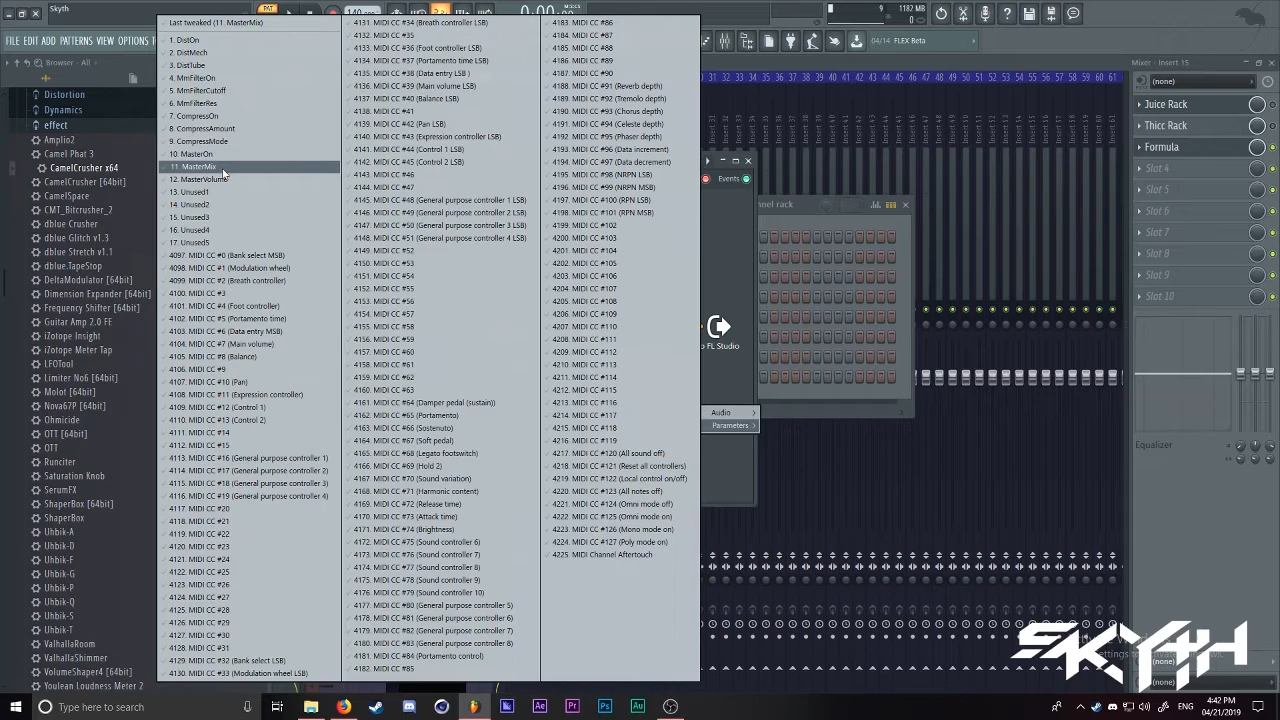 Skyth
FILE EDIT ADD PATTERNS VIEW OPTIONS
Browser - All
Distortion
Dynamics
effect
Amplio2
Camel Phat 3
CamelCrusher x64
CamelCrusher [64bit]
CamelSpace
CMT_Bitcrusher_2
dblue Crusher
dblue Glitch v1.3
dblue Stretch v1.1
dblue.TapeStop
DeltaModulator [64bit]
Dimension Expander [64bit]
Frequency Shifter [64bit]
Guitar Amp 2.0 FE
iZotope Insight
iZotope Meter Tap
LFOTool
Limiter No6 [64bit]
Molot [64bit]
Nova67P [64bit]
Ohmicide
OTT [64bit]
OTT
Runciter
Saturation Knob
SerumFX
ShaperBox [64bit]
ShaperBox
Uhbik-A
Uhbik-D
Uhbik-F
Uhbik-G
Uhbik-P
Uhbik-Q
Uhbik-S
Uhbik-T
ValhallaRoom
ValhallaShimmer
VolumeShaper4 [64bit]
Youlean Loudness Meter 2
Last tweaked (11. MasterMix)
1. DistOn
2. DistMech
3. DistTube
4. MmFilterOn
5. MmFilterCutoff
6. MmFilterRes
7. CompressOn
8. CompressAmount
9. CompressMode
10. MasterOn
11. MasterMix
12. MasterVolume
13. Unused1
14. Unused2
15. Unused3
16. Unused4
17. Unused5
4097. MIDI CC #0 (Bank select MSB)
4098. MIDI CC #1 (Modulation wheel)
4099. MIDI CC #2 (Breath controller)
4100. MIDI CC #3
4101. MIDI CC #4 (Foot controller)
4102. MIDI CC #5 (Portamento time)
4103. MIDI CC #6 (Data entry MSB)
4104. MIDI CC #7 (Main volume)
4105. MIDI CC #8 (Balance)
4106. MIDI CC #9
4107. MIDI CC #10 (Pan)
4108. MIDI CC #11 (Expression controller)
4109. MIDI CC #12 (Control 1)
4110. MIDI CC #13 (Control 2)
4111. MIDI CC #14
4112. MIDI CC #15
4113. MIDI CC #16 (General purpose controller 1)
4114. MIDI CC #17 (General purpose controller 2)
4115. MIDI CC #18 (General purpose controller 3)
4116. MIDI CC #19 (General purpose controller 4)
4117. MIDI CC #20
4118. MIDI CC #21
4119. MIDI CC #22
4120. MIDI CC #23
4121. MIDI CC #24
4122. MIDI CC #25
4123. MIDI CC #26
4124. MIDI CC #27
4125. MIDI CC #28
4126. MIDI CC #29
4127. MIDI CC #30
4128. MIDI CC #31
4129. MIDI CC #32 (Bank select LSB)
4130. MIDI CC #33 (Modulation wheel LSB)
4131. MIDI CC #34 (Breath controller LSB)
4132. MIDI CC #35
4133. MIDI CC #36 (Foot controller LSB)
4134. MIDI CC #37 (Portamento time LSB)
4135. MIDI CC #38 (Data entry LSB )
4136. MIDI CC #39 (Main volume LSB)
4137. MIDI CC #40 (Balance LSB)
4138. MIDI CC #41
4139. MIDI CC #42 (Pan LSB)
4140. MIDI CC #43 (Expression controller LSB)
4141. MIDI CC #44 (Control 1 LSB)
4142. MIDI CC #45 (Control 2 LSB)
4143. MIDI CC #46
4144. MIDI CC #47
4145. MIDI CC #48 (General purpose controller 1 LSB)
4146. MIDI CC #49 (General purpose controller 2 LSB)
4147. MIDI CC #50 (General purpose controller 3 LSB)
4148. MIDI CC #51 (General purpose controller 4 LSB)
4149. MIDI CC #52
4150. MIDI CC #53
4151. MIDI CC #54
4152. MIDI CC #55
4153. MIDI CC #56
4154. MIDI CC #57
4155. MIDI CC #58
4156. MIDI CC #59
4157. MIDI CC #60
4158. MIDI CC #61
4159. MIDI CC #62
4160. MIDI CC #63
4161. MIDI CC #64 (Damper pedal (sustain))
4162. MIDI CC #65 (Portamento)
4163. MIDI CC #66 (Sostenuto)
4164. MIDI CC #67 (Soft pedal)
4165. MIDI CC #68 (Legato footswitch)
4166. MIDI CC #69 (Hold 2)
4167. MIDI CC #70 (Sound variation)
4168. MIDI CC #71 (Harmonic content)
4169. MIDI CC #72 (Release time)
4170. MIDI CC #73 (Attack time)
4171. MIDI CC #74 (Brightness)
4172. MIDI CC #75 (Sound controller 6)
4173. MIDI CC #76 (Sound controller 7)
4174. MIDI CC #77 (Sound controller 8)
4175. MIDI CC #78 (Sound controller 9)
4176. MIDI CC #79 (Sound controller 10)
4177. MIDI CC #80 (General purpose controller 5)
4178. MIDI CC #81 (General purpose controller 6)
4179. MIDI CC #82 (General purpose controller 7)
4180. MIDI CC #83 (General purpose controller 8)
4181. MIDI CC #84 (Portamento control)
4182. MIDI CC #85
4183. MIDI CC #86
4184. MIDI CC #87
4185. MIDI CC #88
4186. MIDI CC #89
4187. MIDI CC #90
4188. MIDI CC #91 (Reverb depth)
4189. MIDI CC #92 (Tremolo depth)
4190. MIDI CC #93 (Chorus depth)
4191. MIDI CC #94 (Celeste depth)
4192. MIDI CC #95 (Phaser depth)
4193. MIDI CC #96 (Data increment)
4194. MIDI CC #97 (Data decrement)
4195. MIDI CC #98 (NRPN LSB)
4196. MIDI CC #99 (NRPN MSB)
4197. MIDI CC #100 (RPN LSB)
4198. MIDI CC #101 (RPN MSB)
4199. MIDI CC #102
4200. MIDI CC #103
4201. MIDI CC #104
4202. MIDI CC #105
4203. MIDI CC #106
4204. MIDI CC #107
4205. MIDI CC #108
4206. MIDI CC #109
4207. MIDI CC #110
4208. MIDI CC #111
4209. MIDI CC #112
4210. MIDI CC #113
4211. MIDI CC #114
4212. MIDI CC #115
4213. MIDI CC #116
4214. MIDI CC #117
4215. MIDI CC #118
4216. MIDI CC #119
4217. MIDI CC #120 (All sound off)
4218. MIDI CC #121 (Reset all controllers)
4219. MIDI CC #122 (Local control on/off)
4220. MIDI CC #123 (All notes off)
4221. MIDI CC #124 (Omni mode off)
4222. MIDI CC #125 (Omni mode on)
4223. MIDI CC #126 (Mono mode on)
4224. MIDI CC #127 (Poly mode on)
4225. MIDI Channel Aftertouch
9
1182 MB
0
04/14 FLEX Beta
31 32 33 34 35 36 37 38 39 40 41 42 43 44 45 46 47 48 49 50 51 52 53 54 55 56 57 58 59 60 61
Events
nnel rack
o FL Studio
Audio
Parameters
Mixer - Insert 15
(none)
Juice Rack
Thicc Rack
Formula
Slot 4
Slot 5
Slot 6
Slot 7
Slot 8
Slot 9
Slot 10
Equalizer
(none)
(none)
SKYTH
Type here to search
ENG
4:42 PM
04/21/2019